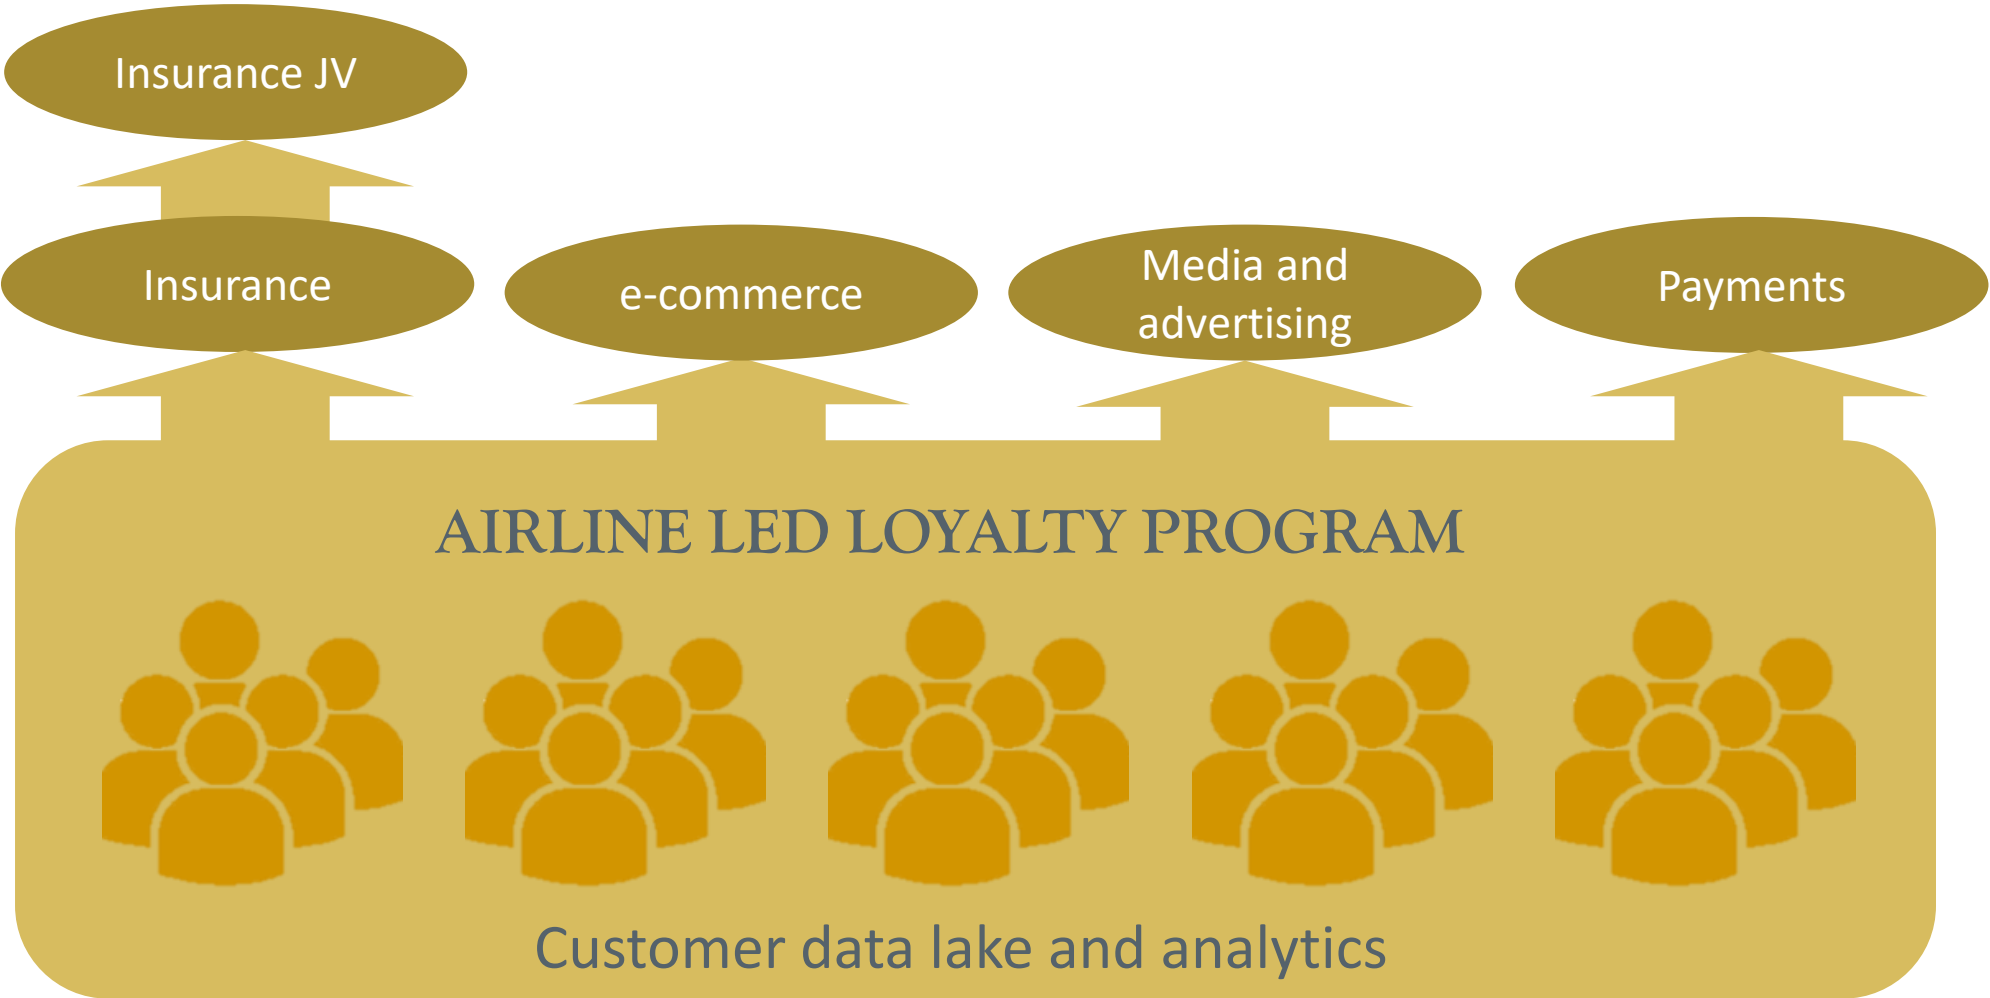 Insurance JV
Insurance
e-commerce
Media and
advertising
Payments
AIRLINE LED LOYALTY PROGRAM
Customer data lake and analytics